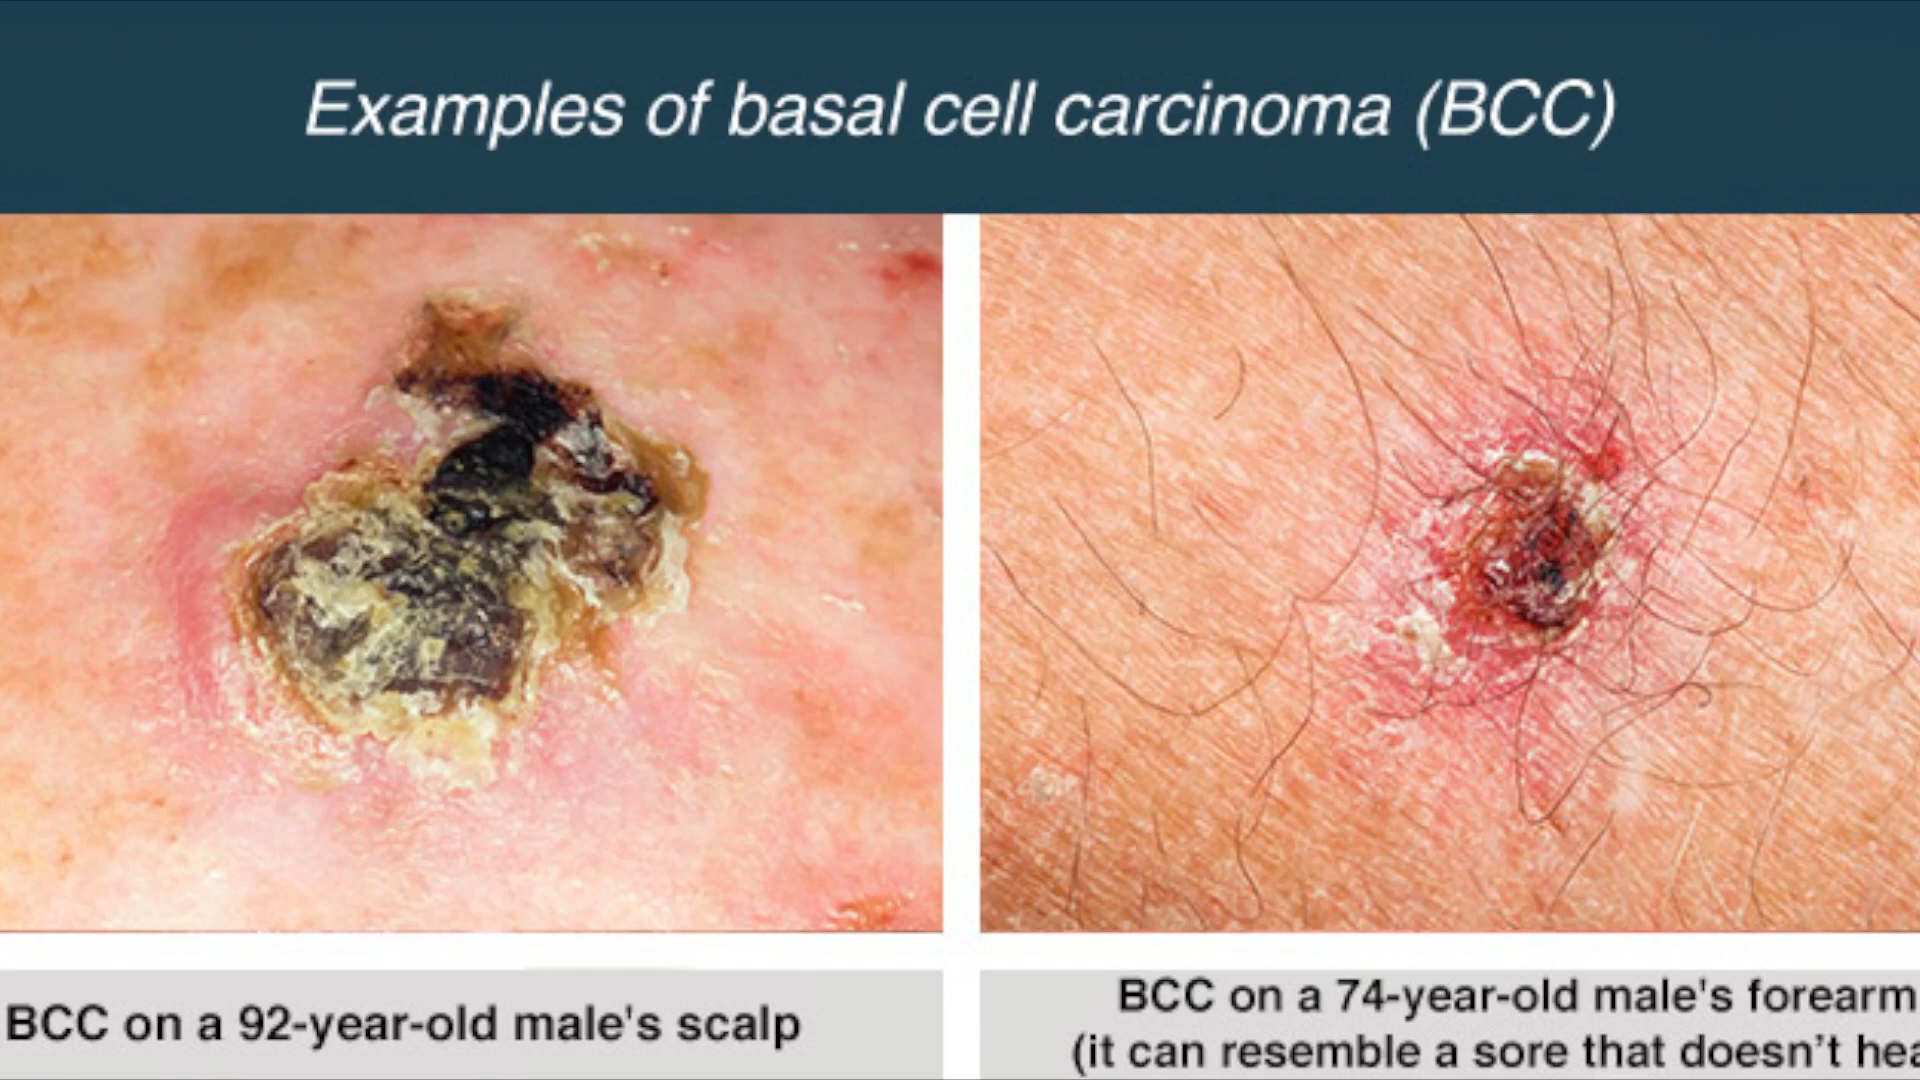 Examples of basal cell carcinoma (BCC)
BCC on a 92-year-old male's scalp
BCC on a 74-year-old male's forearm
(it can resemble a sore that doesn’t